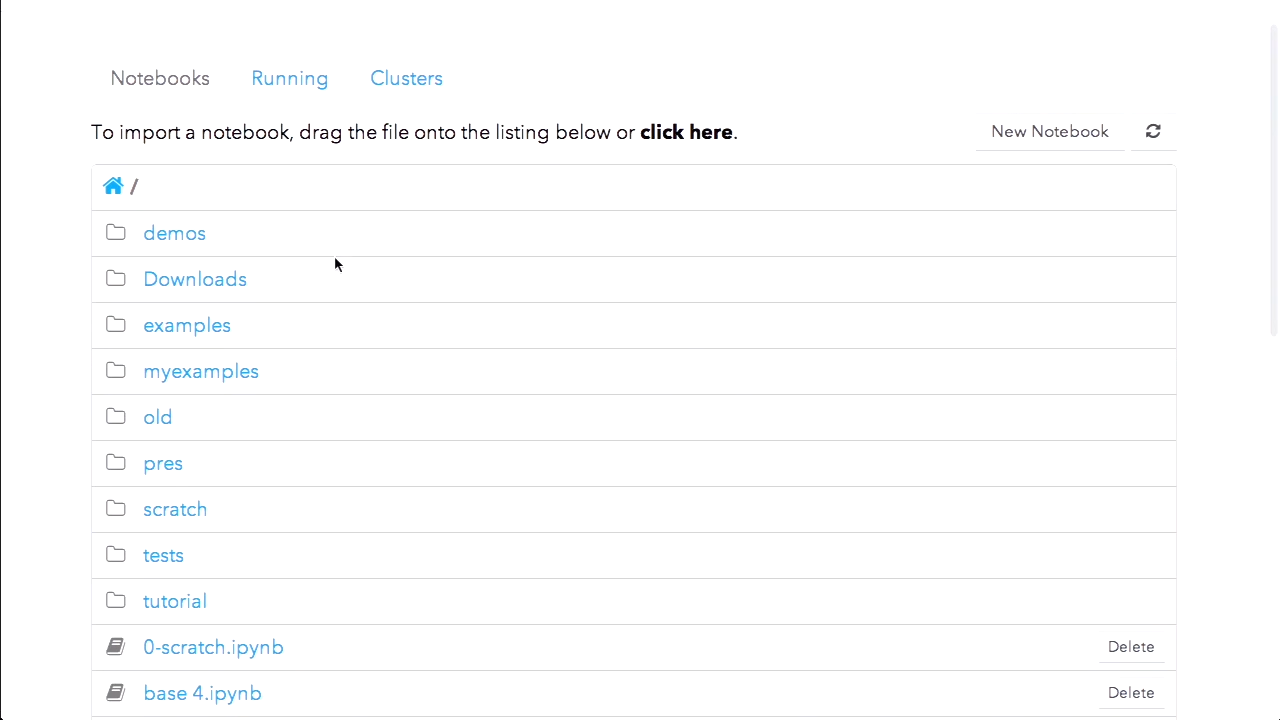 Notebooks Running Clusters
To import a notebook, drag the file onto the listing below or click here. New Notebook
/
demos
Downloads
examples
myexamples
old
pres
scratch
tests
tutorial
0-scratch.ipynb Delete
base 4.ipynb Delete